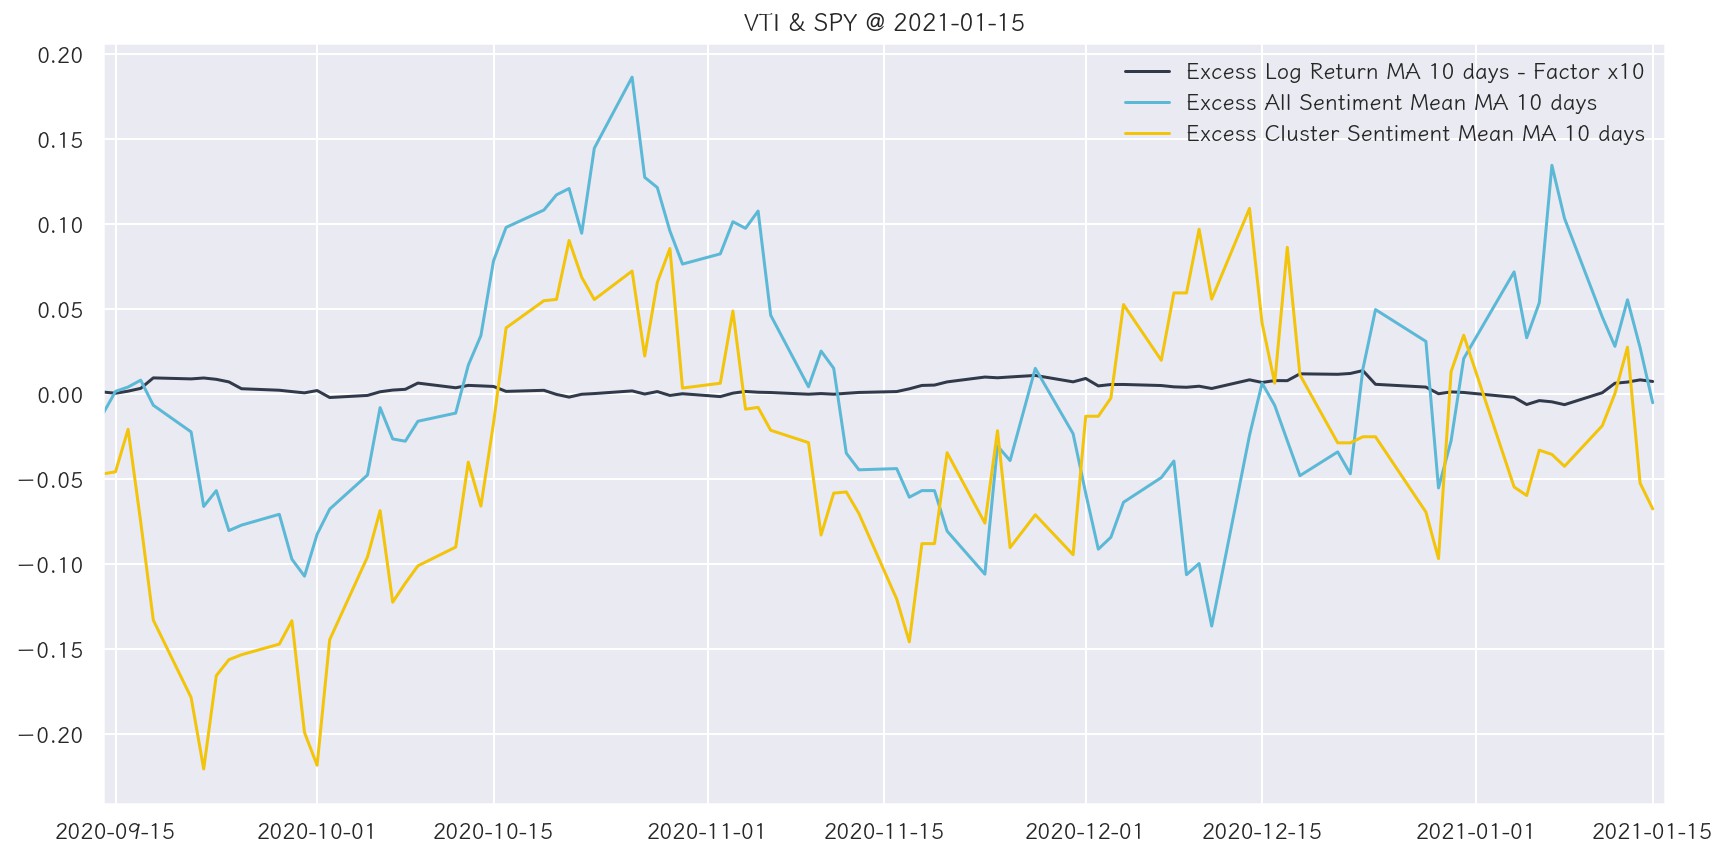 VTI & SPY @ 2021-01-15
Excess Log Return MA 10 days - Factor x10
Excess All Sentiment Mean MA 10 days
Excess Cluster Sentiment Mean MA 10 days
0.20
0.15
0.10
0.05
0.00
−0.05
−0.10
−0.15
−0.20
2020-09-15 2020-10-01 2020-10-15 2020-11-01 2020-11-15 2020-12-01 2020-12-15 2021-01-01 2021-01-15